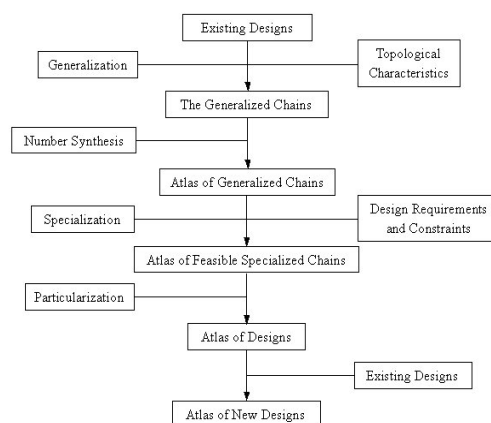 Existing Designs
Generalization
Topological
Characteristics
The Generalized Chains
Number Synthesis
Atlas of Generalized Chains
Specialization
Design Requirements
and Constraints
Atlas of Feasible Specialized Chains
Particularization
Atlas of Designs
Existing Designs
Atlas of New Designs